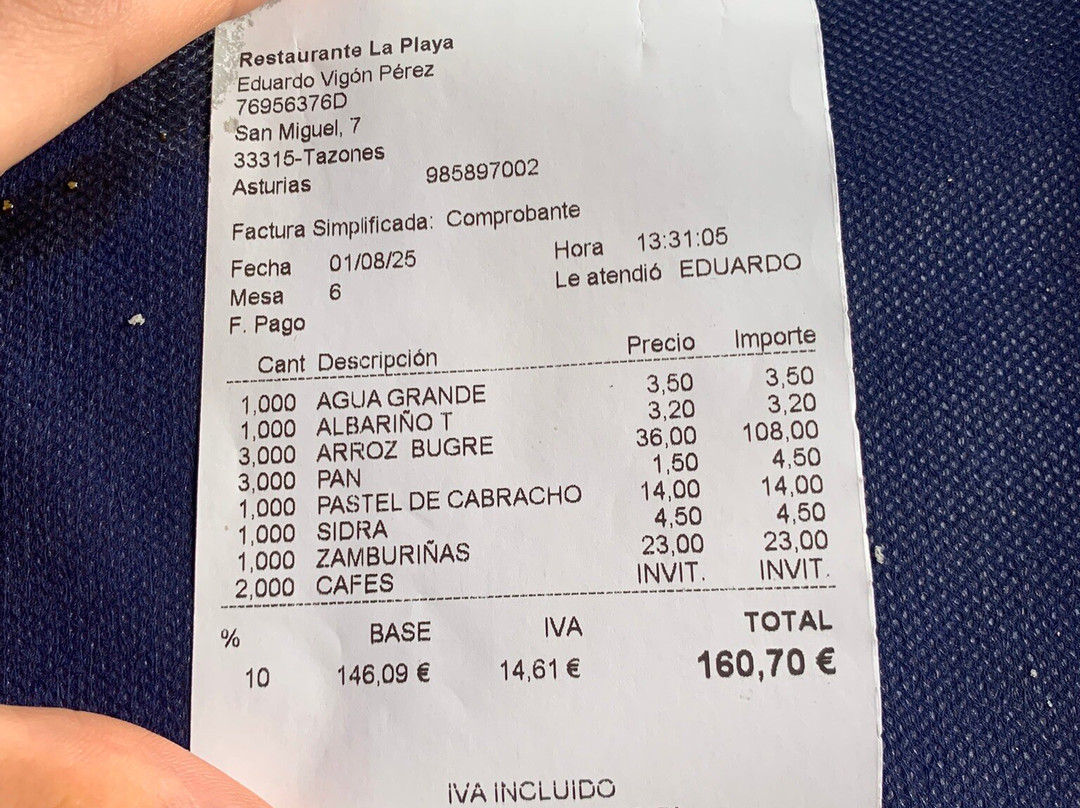 Restaurante La Playa
Eduardo Vigón Pérez
76956376D
San Miguel, 7
33315-Tazones
Asturias 985897002
Factura Simplificada: Comprobante
Fecha 01/08/25 Hora 13:31:05
Mesa 6 Le atendió EDUARDO
F. Pago
Cant Descripción Precio Importe
1,000 AGUA GRANDE 3,50 3,50
1,000 ALBARIÑO T 3,20 3,20
3,000 ARROZ BUGRE 36,00 108,00
3,000 PAN 1,50 4,50
1,000 PASTEL DE CABRACHO 14,00 14,00
1,000 SIDRA 4,50 4,50
1,000 ZAMBURIÑAS 23,00 23,00
2,000 CAFES INVIT. INVIT.
% BASE IVA TOTAL
10 146,09 € 14,61 € 160,70 €
IVA INCLUIDO